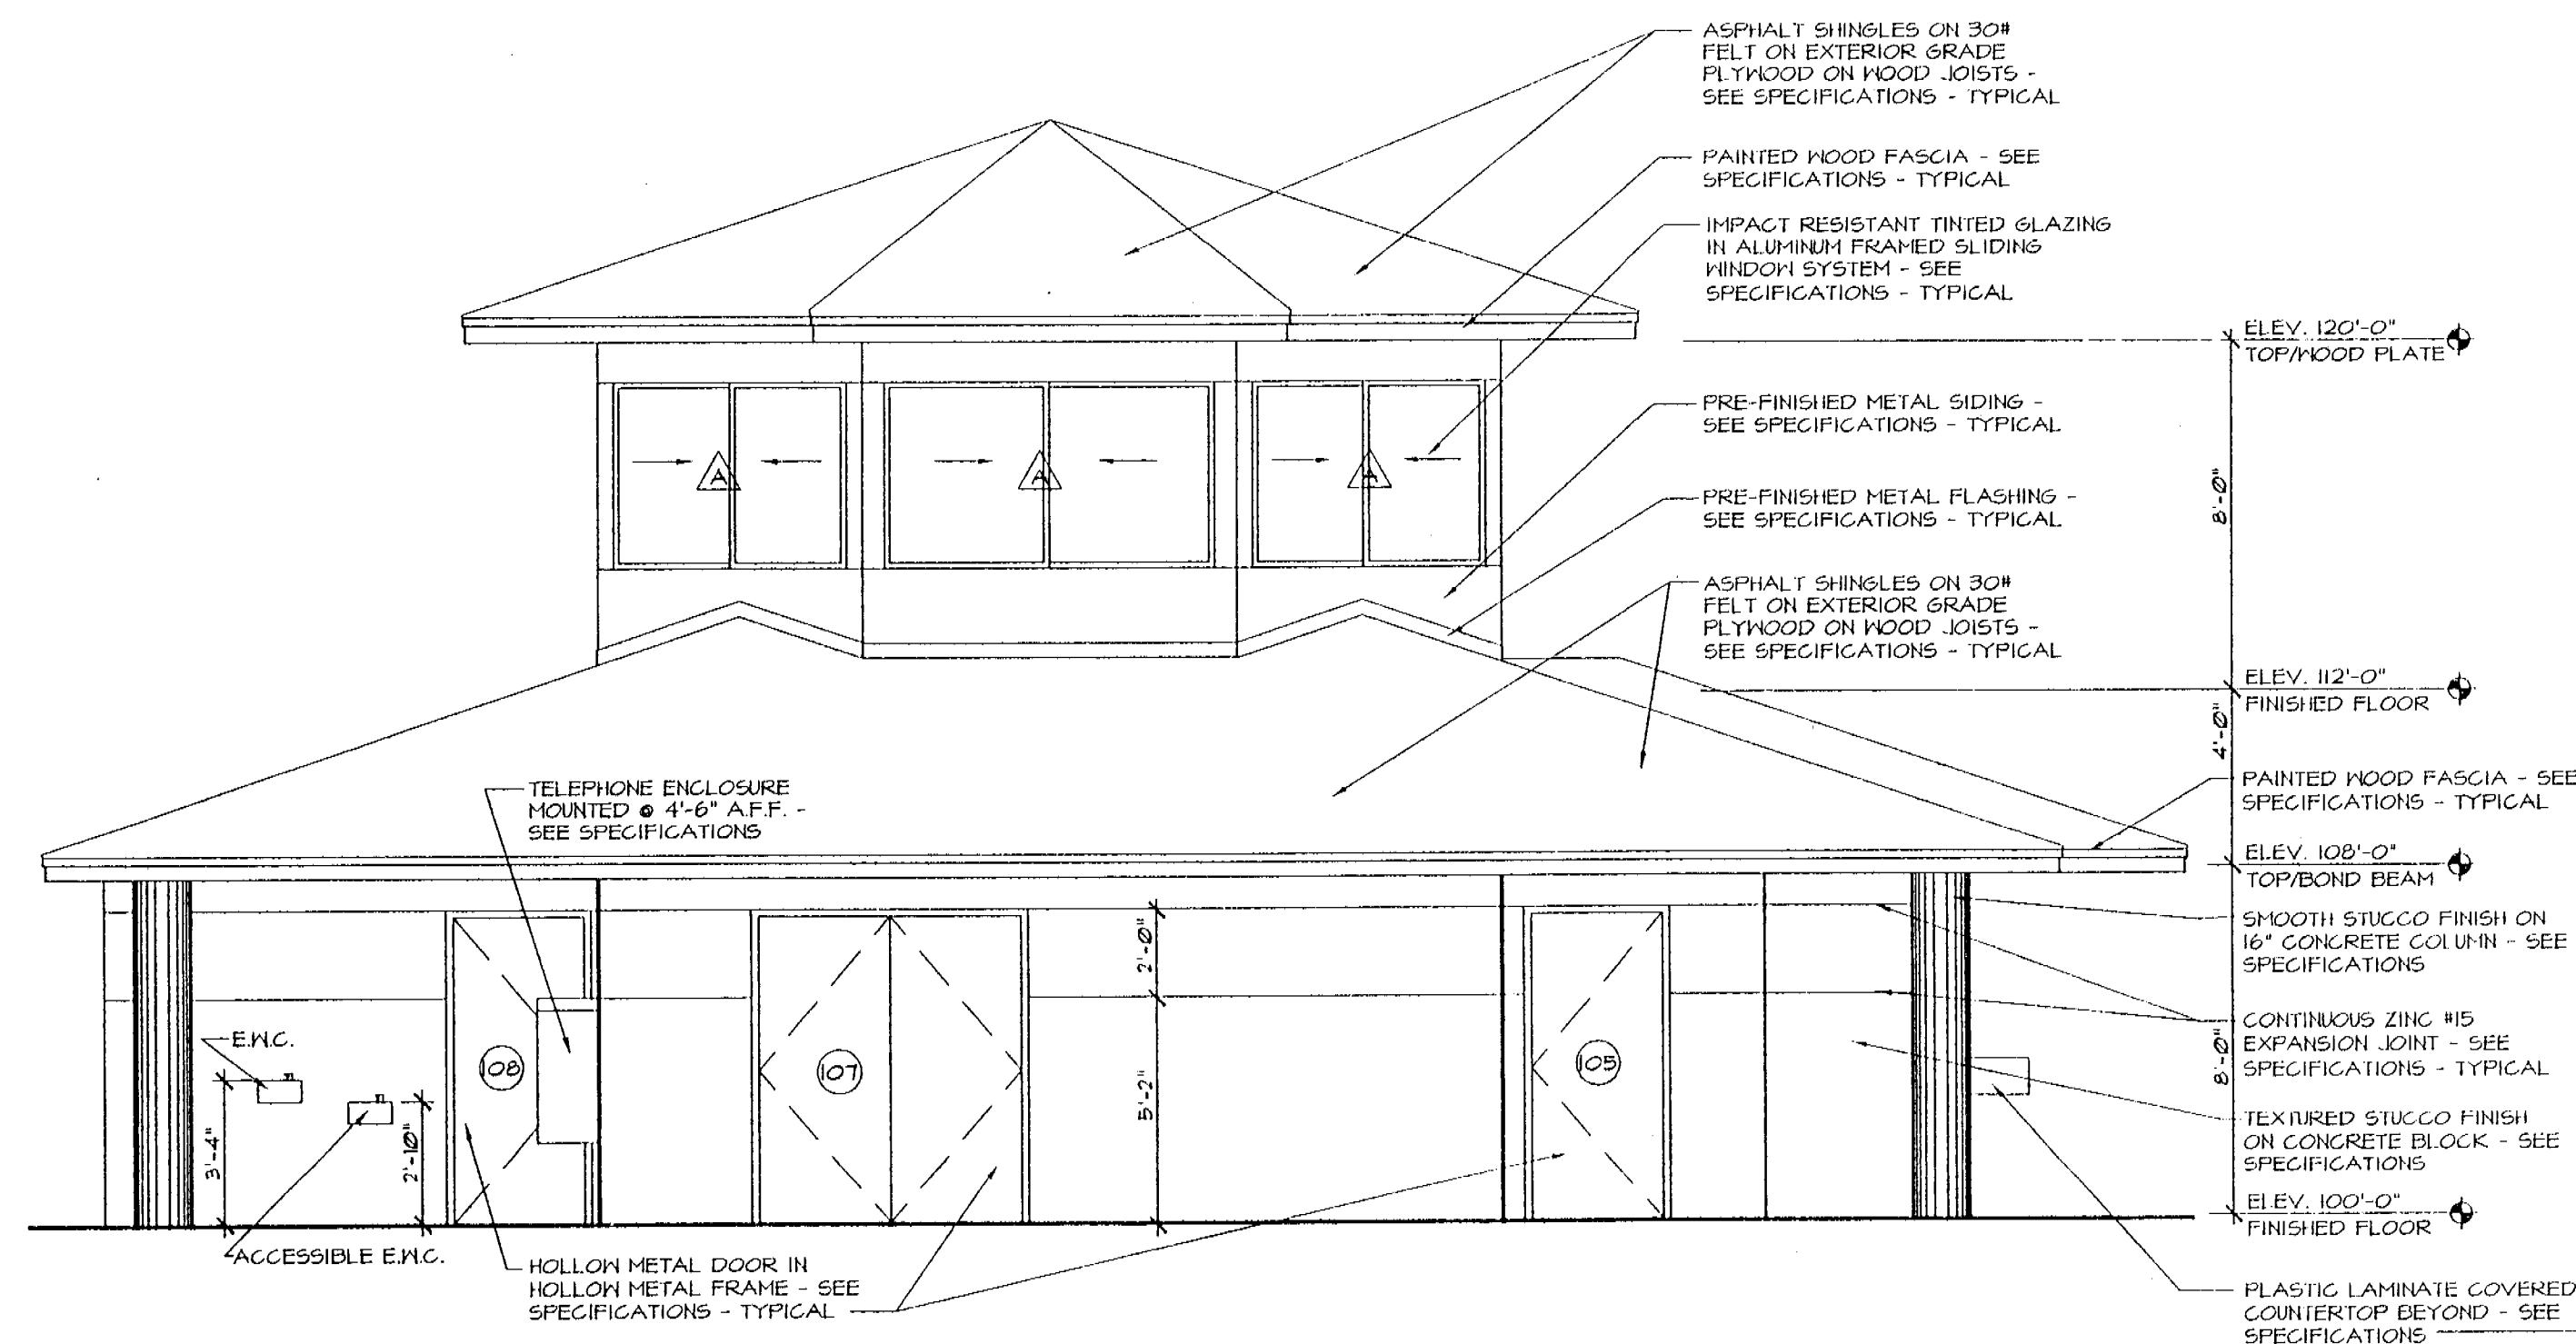 ASPHALT SHINGLES ON 30#
FELT ON EXTERIOR GRADE
PLYWOOD ON WOOD JOISTS -
SEE SPECIFICATIONS - TYPICAL
PAINTED WOOD FASCIA - SEE
SPECIFICATIONS - TYPICAL
IMPACT RESISTANT TINTED GLAZING
IN ALUMINUM FRAMED SLIDING
WINDOW SYSTEM - SEE
SPECIFICATIONS - TYPICAL
ELEV. 120'-0"
TOP/WOOD PLATE
PRE-FINISHED METAL SIDING -
SEE SPECIFICATIONS - TYPICAL
A
A
A
8'-0"
PRE-FINISHED METAL FLASHING -
SEE SPECIFICATIONS - TYPICAL
ASPHALT SHINGLES ON 30#
FELT ON EXTERIOR GRADE
PLYWOOD ON WOOD JOISTS -
SEE SPECIFICATIONS - TYPICAL
ELEV. 112'-0"
FINISHED FLOOR
4'-0"
TELEPHONE ENCLOSURE
MOUNTED @ 4'-6" A.F.F. -
SEE SPECIFICATIONS
PAINTED WOOD FASCIA - SEE
SPECIFICATIONS - TYPICAL
ELEV. 108'-0"
TOP/BOND BEAM
SMOOTH STUCCO FINISH ON
16" CONCRETE COLUMN - SEE
SPECIFICATIONS
2'-0"
CONTINUOUS ZINC #15
EXPANSION JOINT - SEE
SPECIFICATIONS - TYPICAL
8'-0"
E.W.C.
108
107
105
5'-2"
3'-4"
2'-10"
TEXTURED STUCCO FINISH
ON CONCRETE BLOCK - SEE
SPECIFICATIONS
ELEV. 100'-0"
FINISHED FLOOR
ACCESSIBLE E.W.C.
HOLLOW METAL DOOR IN
HOLLOW METAL FRAME - SEE
SPECIFICATIONS - TYPICAL
PLASTIC LAMINATE COVERED
COUNTERTOP BEYOND - SEE
SPECIFICATIONS